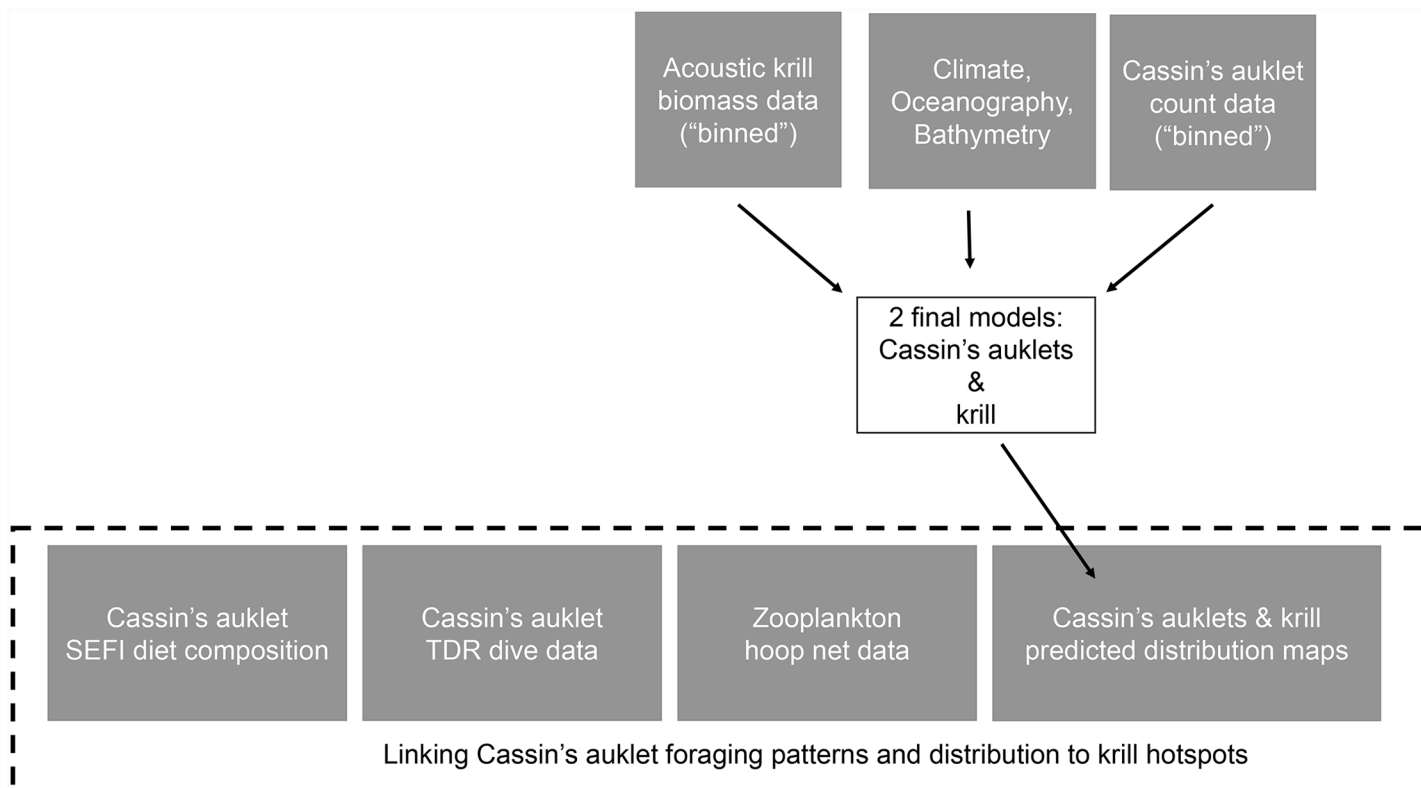 Acoustic krill
biomass data
(“binned”)
Climate,
Oceanography,
Bathymetry
Cassin’s auklet
count data
(“binned”)
2 final models:
Cassin’s auklets
&
krill
Cassin’s auklet
SEFI diet composition
Cassin’s auklet
TDR dive data
Zooplankton
hoop net data
Cassin’s auklets & krill
predicted distribution maps
Linking Cassin’s auklet foraging patterns and distribution to krill hotspots